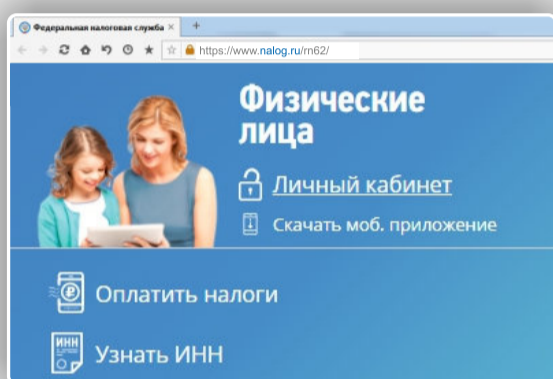 Федеральная налоговая служба × +
https://www.nalog.ru/rn62/
Физические
лица
Личный кабинет
Скачать моб. приложение
Оплатить налоги
ИНН
Узнать ИНН